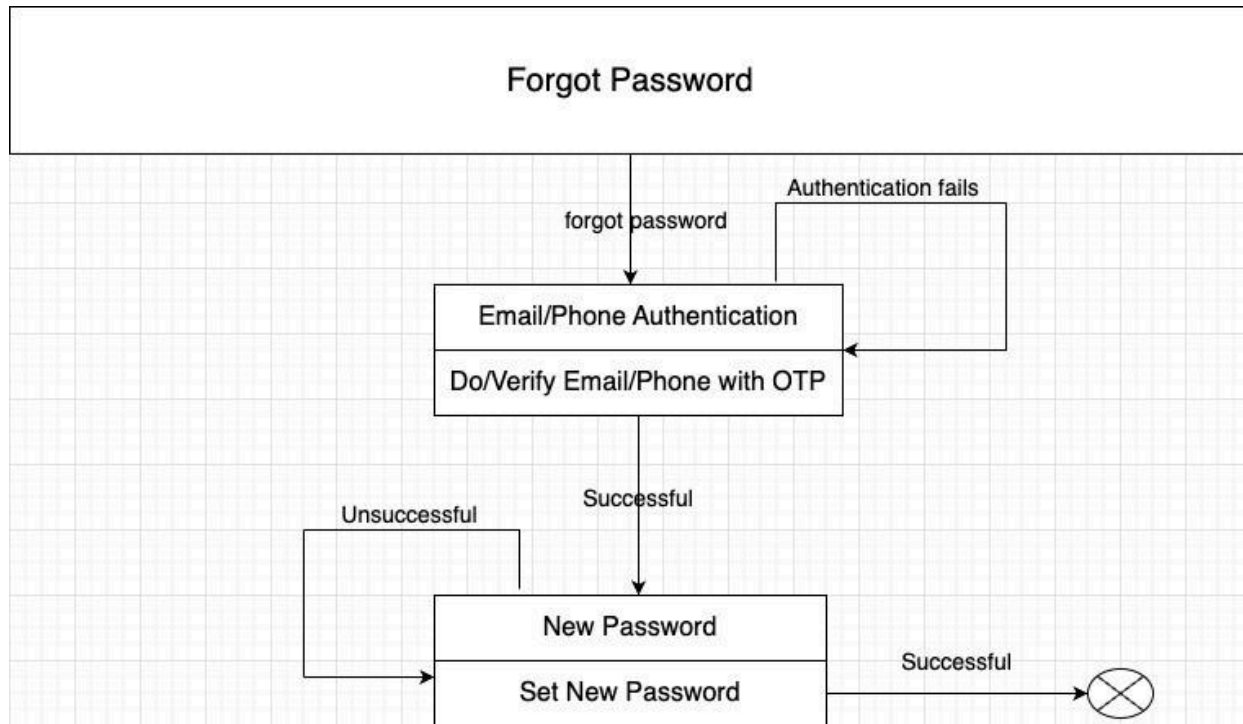 Forgot Password
Authentication fails
forgot password
Email/Phone Authentication
Do/Verify Email/Phone with OTP
Successful
Unsuccessful
New Password
Successful
Set New Password